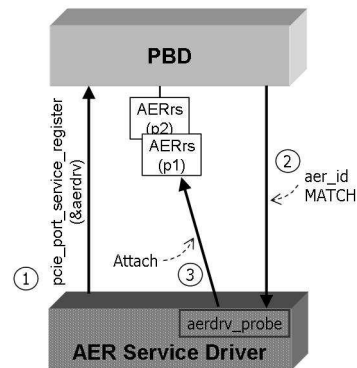 PBD
AERrs
(p2)
AERrs
(p1)
pcie_port_service_register
(&aerdrv)
2
aer_id
MATCH
Attach
1
3
aerdrv_probe
AER Service Driver